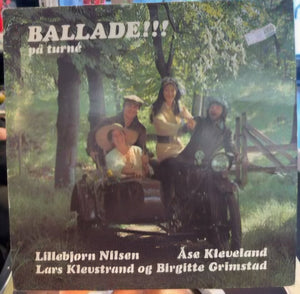 BALLADE!!!
på turné
Lillebjørn Nilsen Åse Kleveland
Lars Klevstrand og Birgitte Grimstad